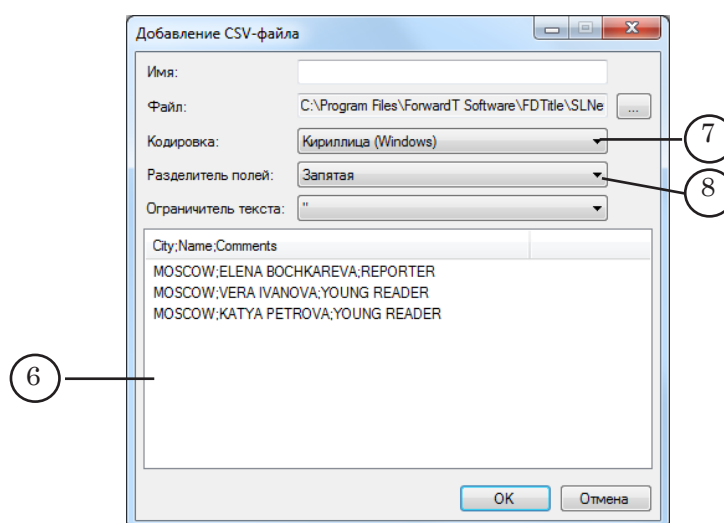 Добавление CSV-файла
Имя:
Файл: C:\Program Files\ForwardT Software\FDTitle\SLNe ...
Кодировка: Кириллица (Windows) 7
Разделитель полей: Запятая 8
Ограничитель текста: "
City;Name;Comments
MOSCOW;ELENA BOCHKAREVA;REPORTER
MOSCOW;VERA IVANOVA;YOUNG READER
MOSCOW;KATYA PETROVA;YOUNG READER
6
OK Отмена